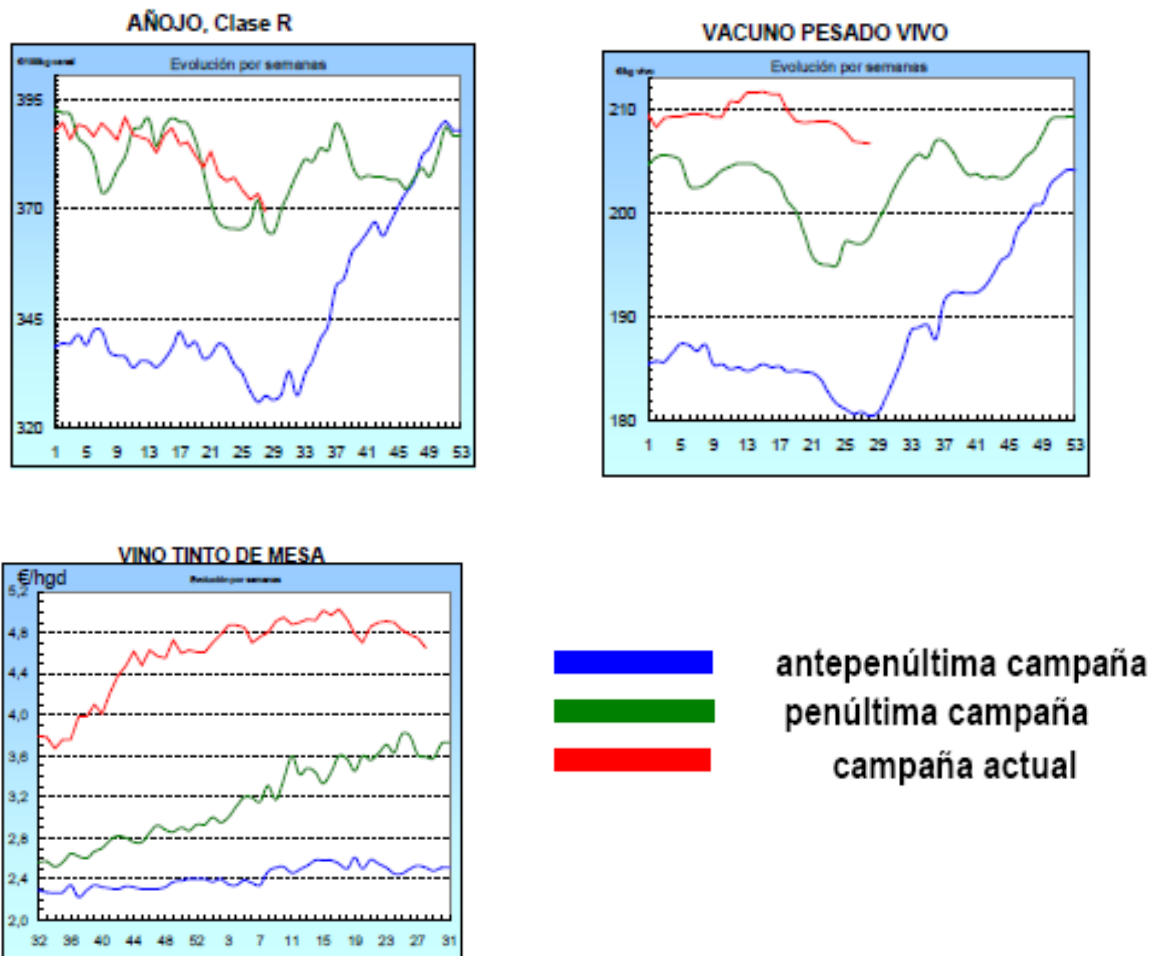 AÑOJO, Clase R
Evolución por semanas
395
370
345
320
1 5 9 13 17 21 25 29 33 37 41 45 49 53
VACUNO PESADO VIVO
Evolución por semanas
210
200
190
180
1 5 9 13 17 21 25 29 33 37 41 45 49 53
VINO TINTO DE MESA
€/hgd
Evolución por semanas
5,2
4,8
4,4
4,0
3,6
3,2
2,8
2,4
2,0
32 36 40 44 48 52 3 7 11 15 19 23 27 31
antepenúltima campaña
penúltima campaña
campaña actual